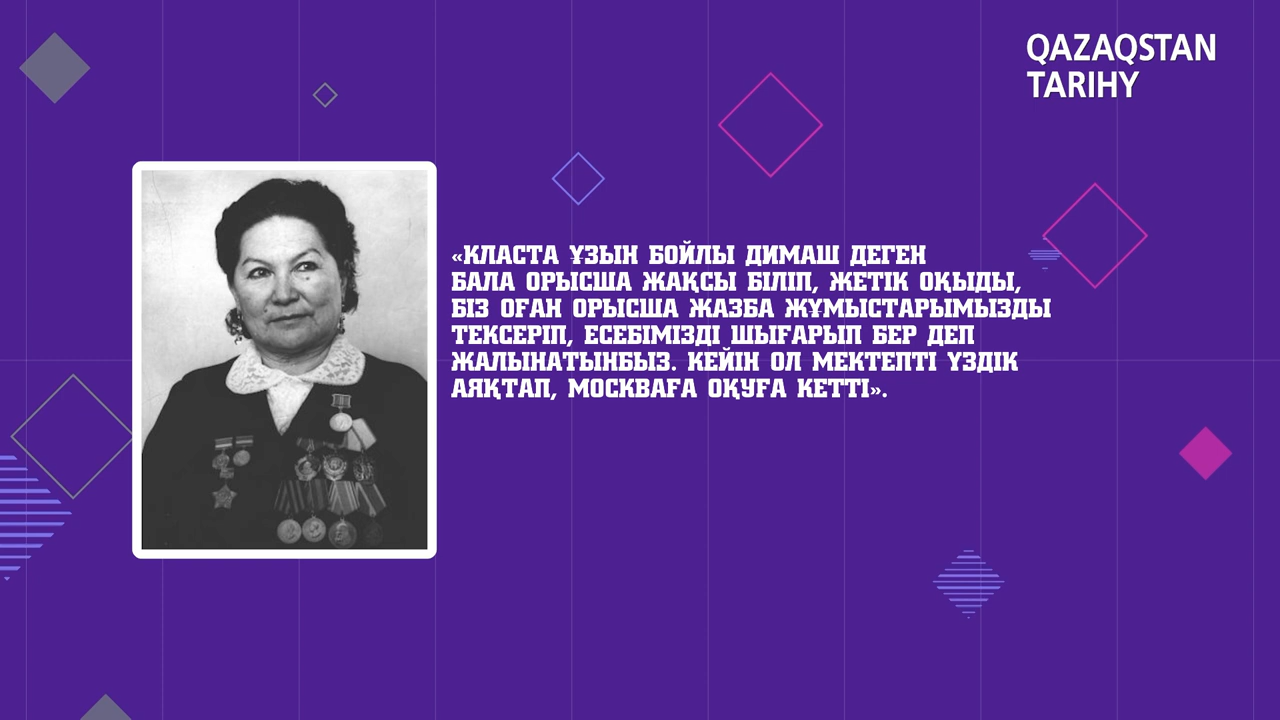 QAZAQSTAN
TARIHY
«КЛАСТА ҰЗЫН БОЙЛЫ ДИМАШ ДЕГЕН
БАЛА ОРЫСША ЖАҚСЫ БІЛІП, ЖЕТІК ОҚЫДЫ,
БІЗ ОҒАН ОРЫСША ЖАЗБА ЖҰМЫСТАРЫМЫЗДЫ
ТЕКСЕРІП, ЕСЕБІМІЗДІ ШЫҒАРЫП БЕР ДЕП
ЖАЛЫНАТЫНБЫЗ. КЕЙІН ОЛ МЕКТЕПТІ ҮЗДІК
АЯҚТАП, МОСКВАҒА ОҚУҒА КЕТТІ».